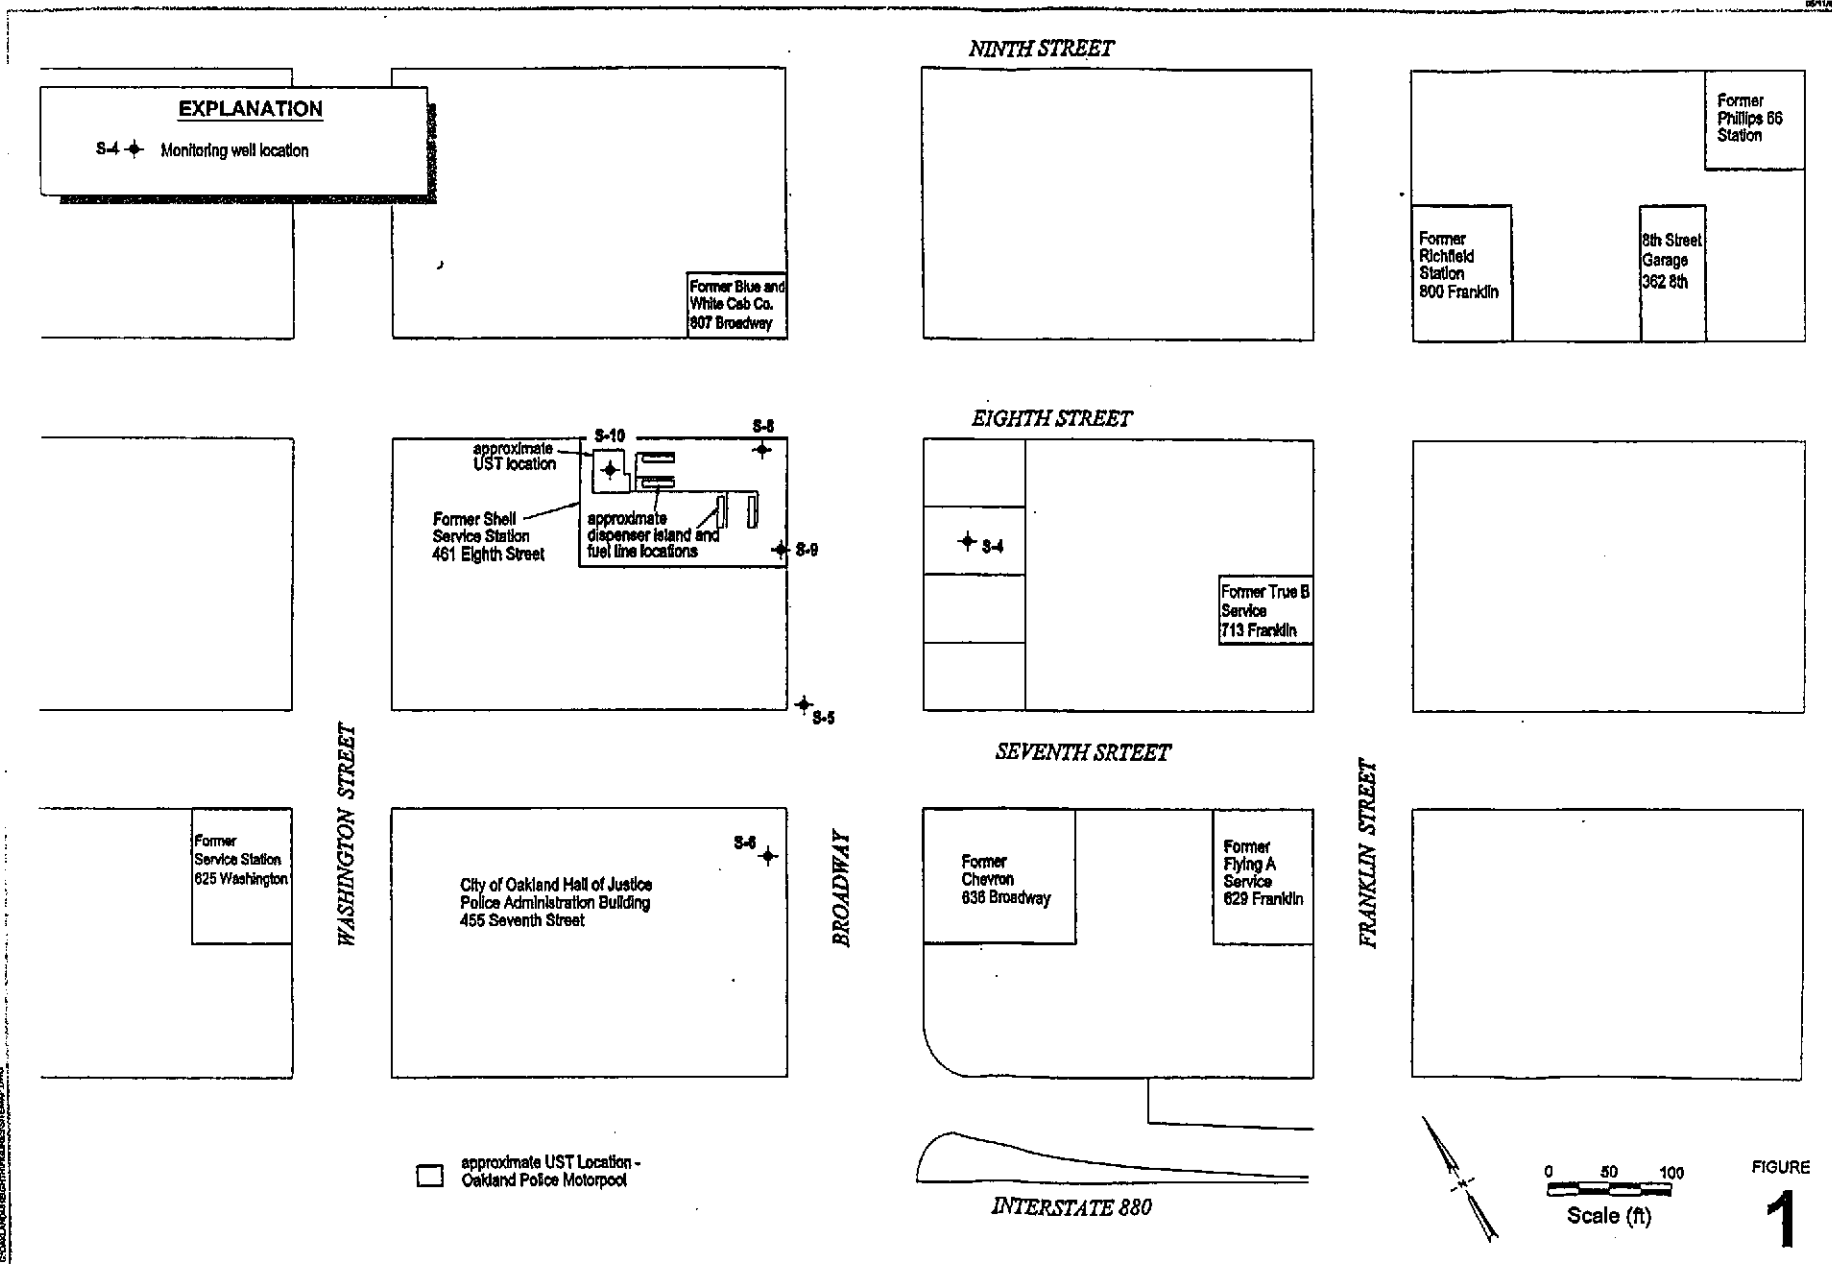 NINTH STREET
EXPLANATION
S-4 Monitoring well location
Former
Phillips 66
Station
Former
Richfield
Station
800 Franklin
8th Street
Garage
362 8th
Former Blue and
White Cab Co.
807 Broadway
EIGHTH STREET
S-10
S-8
approximate
UST location
Former Shell
Service Station
461 Eighth Street
approximate
dispenser island and
fuel line locations
S-9
S-4
Former True B
Service
713 Franklin
S-5
SEVENTH SRTEET
WASHINGTON STREET
BROADWAY
FRANKLIN STREET
Former
Service Station
625 Washington
S-6
City of Oakland Hall of Justice
Police Administration Building
455 Seventh Street
Former
Chevron
636 Broadway
Former
Flying A
Service
629 Franklin
approximate UST Location -
Oakland Police Motorpool
INTERSTATE 880
N
0 50 100
Scale (ft)
FIGURE
1